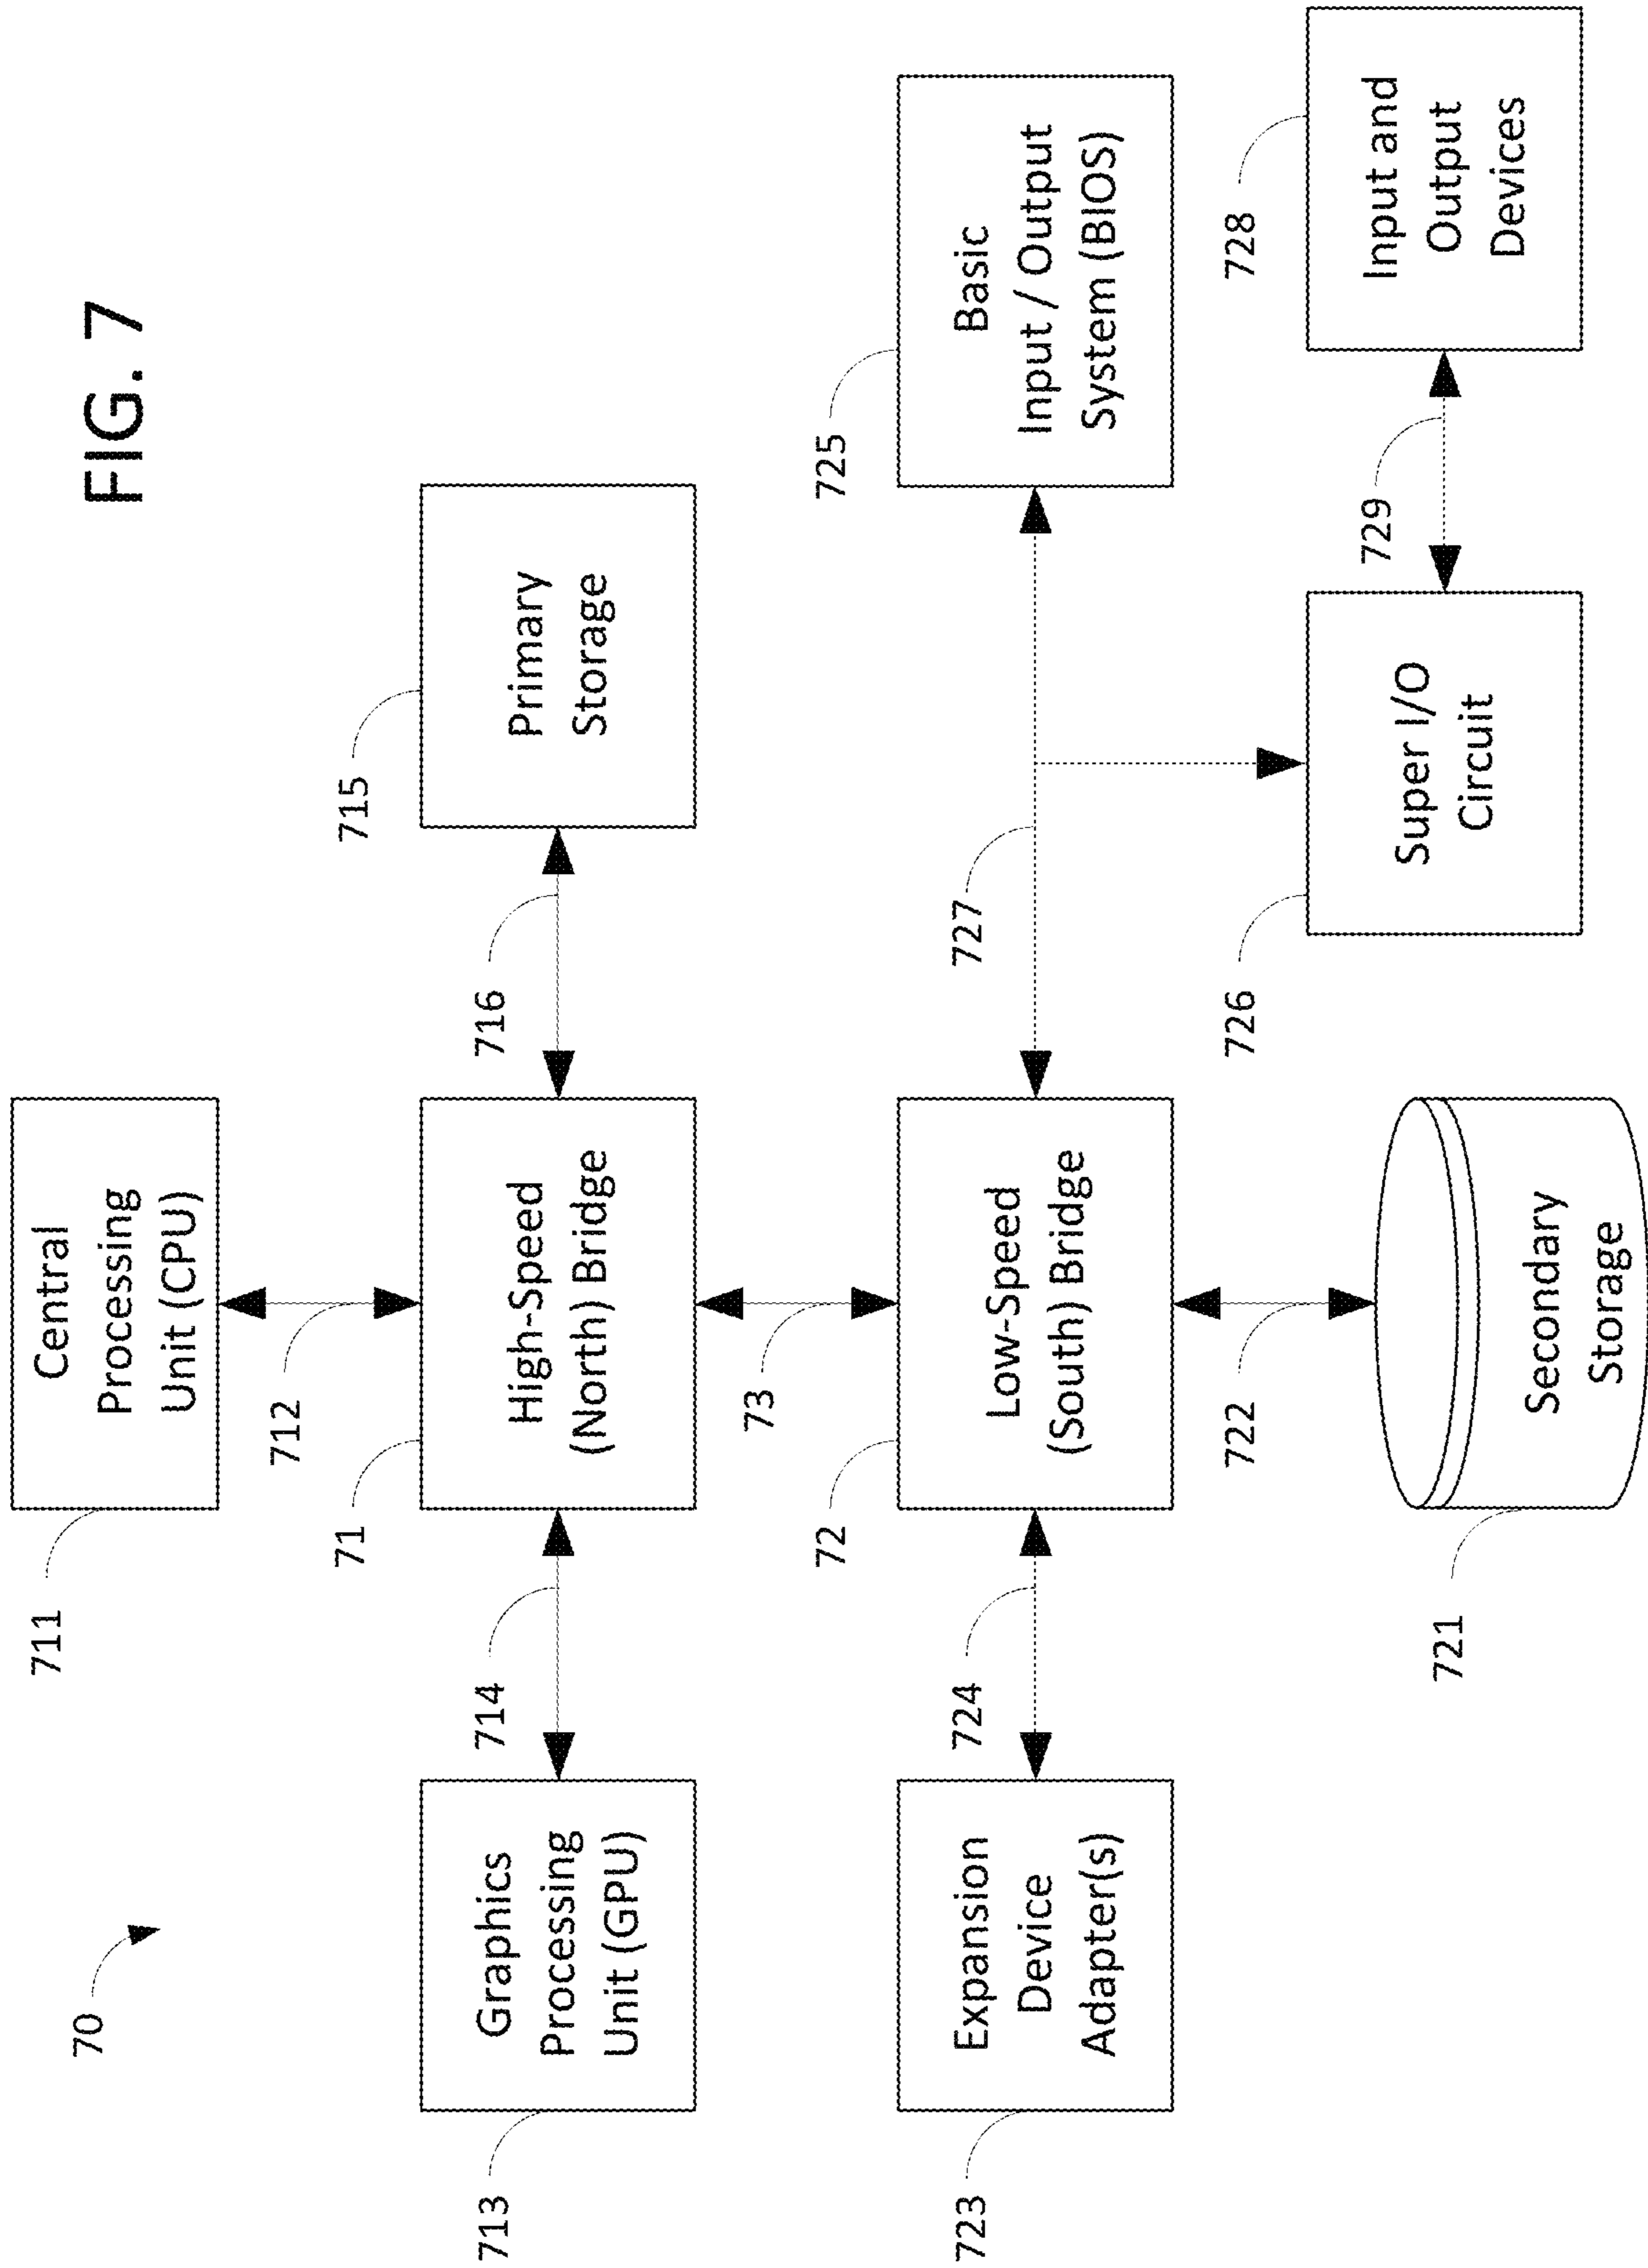 FIG. 7
70
711
Central
Processing
Unit (CPU)
712
71
713
Graphics
Processing
Unit (GPU)
714
High-Speed
(North) Bridge
716
715
Primary
Storage
73
72
723
Expansion
Device
Adapter(s)
724
Low-Speed
(South) Bridge
727
725
Basic
Input / Output
System (BIOS)
722
721
Secondary
Storage
726
Super I/O
Circuit
729
728
Input and
Output
Devices